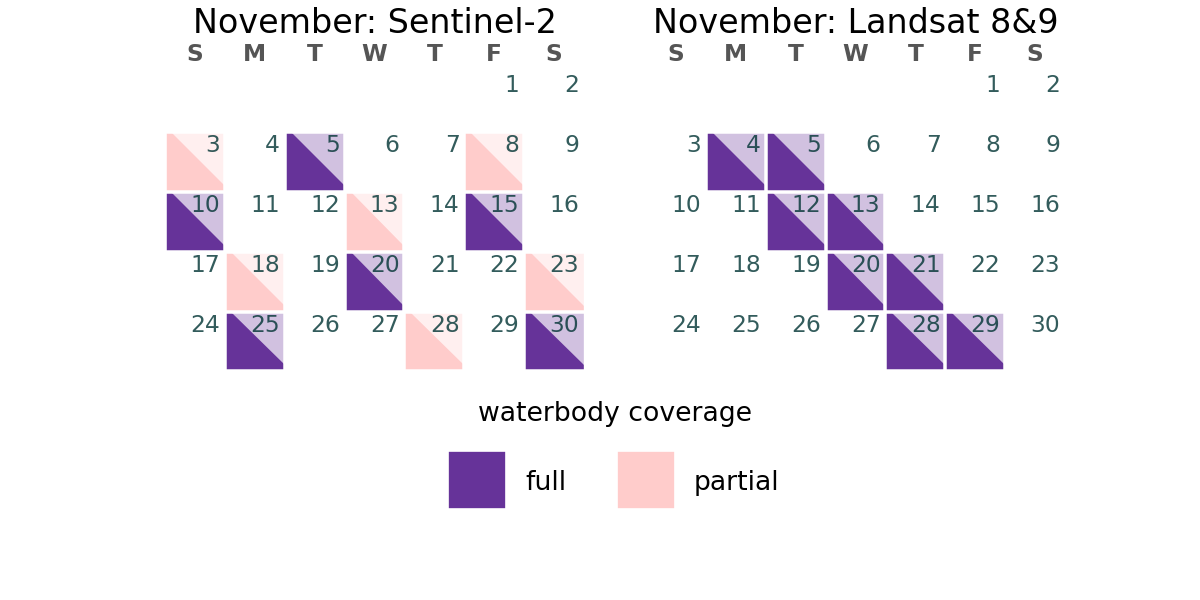 November: Sentinel-2
S M T W T F S
1 2
3 4 5 6 7 8 9
10 11 12 13 14 15 16
17 18 19 20 21 22 23
24 25 26 27 28 29 30
November: Landsat 8&9
S M T W T F S
1 2
3 4 5 6 7 8 9
10 11 12 13 14 15 16
17 18 19 20 21 22 23
24 25 26 27 28 29 30
waterbody coverage
full partial